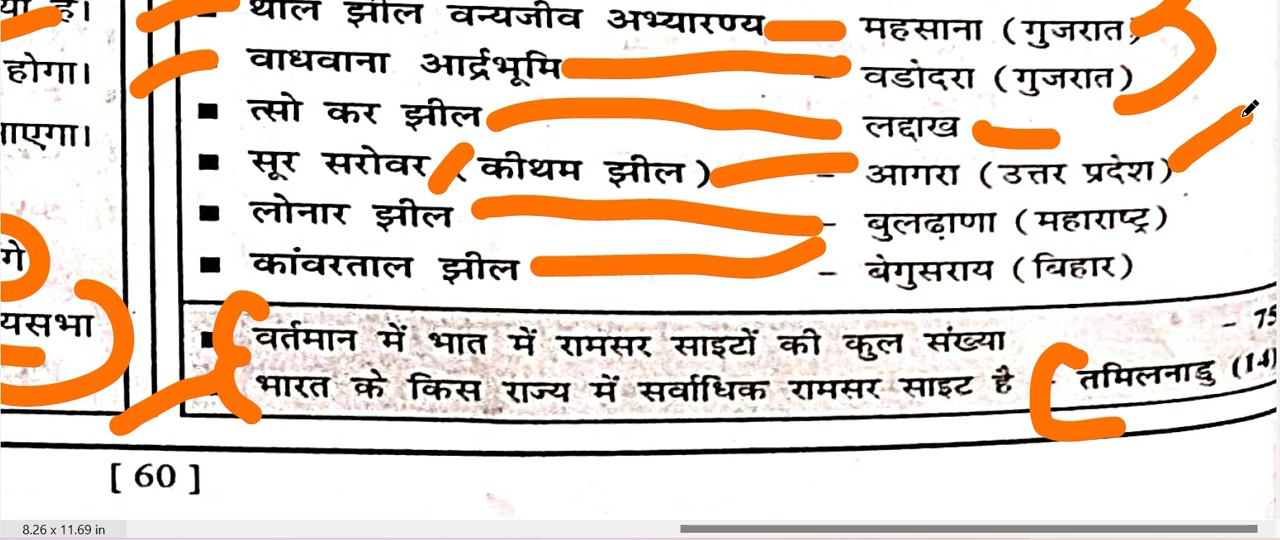 या है।
■ थाल झील वन्यजीव अभ्यारण्य – महसाना (गुजरात)
होगा।
वाधवाना आर्द्रभूमि – वडोदरा (गुजरात)
■ त्सो कर झील लद्दाख
जाएगा।
■ सूर सरोवर (कीथम झील) – आगरा (उत्तर प्रदेश)
■ लोनार झील – बुलढ़ाणा (महाराष्ट्र)
गे
■ कांवरताल झील – बेगुसराय (बिहार)
यसभा
■ वर्तमान में भात में रामसर साइटों की कुल संख्या – 75
भारत के किस राज्य में सर्वाधिक रामसर साइट है - तमिलनाडु (14)
[ 60 ]
8.26 x 11.69 in